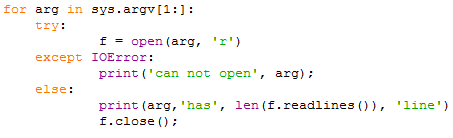 for arg in sys.argv[1:]:
    try:
            f = open(arg, 'r')
    except IOError:
            print('can not open', arg);
    else:
            print(arg,'has', len(f.readlines()), 'line')
            f.close();